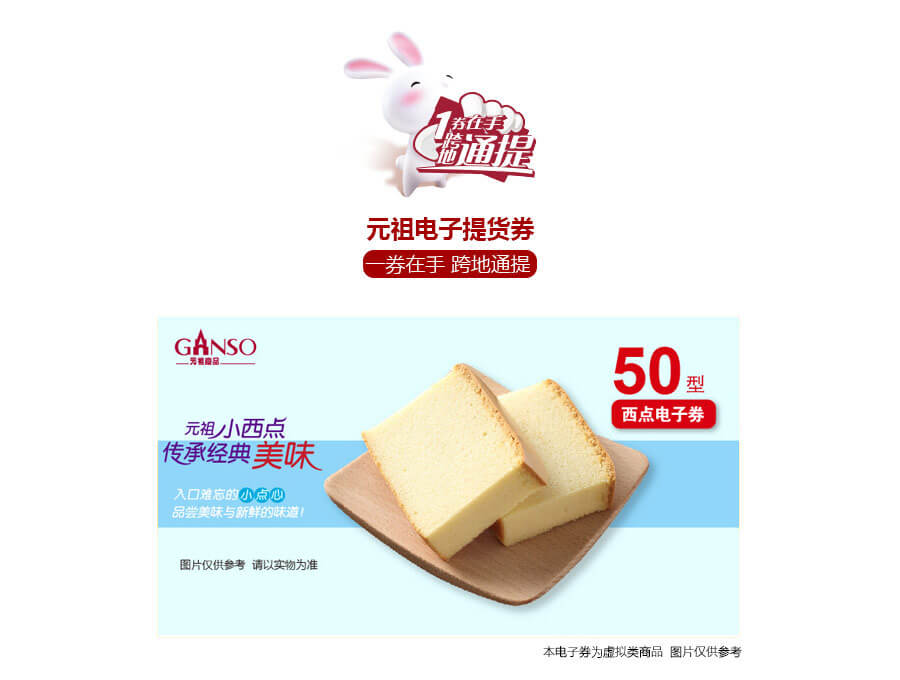 1券在手
跨地通提
元祖电子提货券
一券在手 跨地通提
GANSO
元祖食品
50型
西点电子券
元祖小西点
传承经典美味
入口难忘的小点心
品尝美味与新鲜的味道!
图片仅供参考 请以实物为准
本电子券为虚拟类商品 图片仅供参考